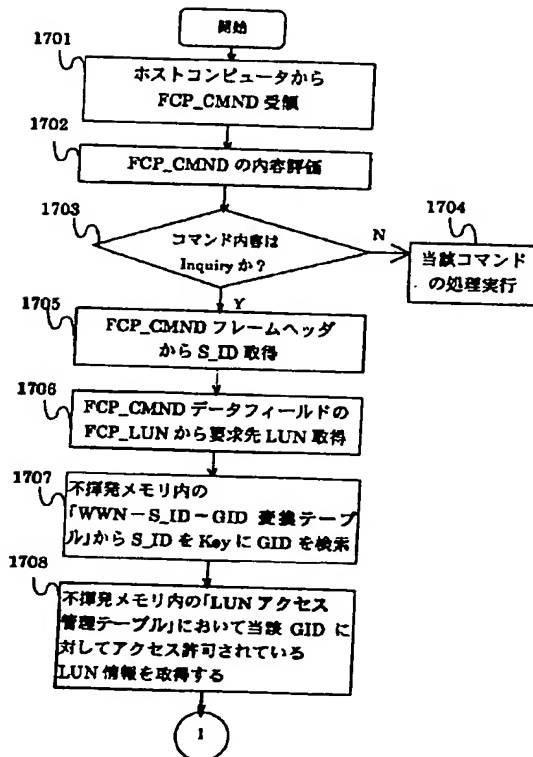 開始
1701
ホストコンピュータから
FCP_CMND 受領
1702
FCP_CMND の内容評価
1703
コマンド内容は
Inquiry か？
N
1704
当該コマンド
の処理実行
Y
1705
FCP_CMND フレームヘッダ
から S_ID 取得
1706
FCP_CMND データフィールドの
FCP_LUN から要求先 LUN 取得
1707
不揮発メモリ内の
「WWN－S_ID－GID 変換テーブ
ル」から S_ID を Key に GID を検索
1708
不揮発メモリ内の「LUN アクセス
管理テーブル」において当該 GID に
対してアクセス許可されている
LUN 情報を取得する
1